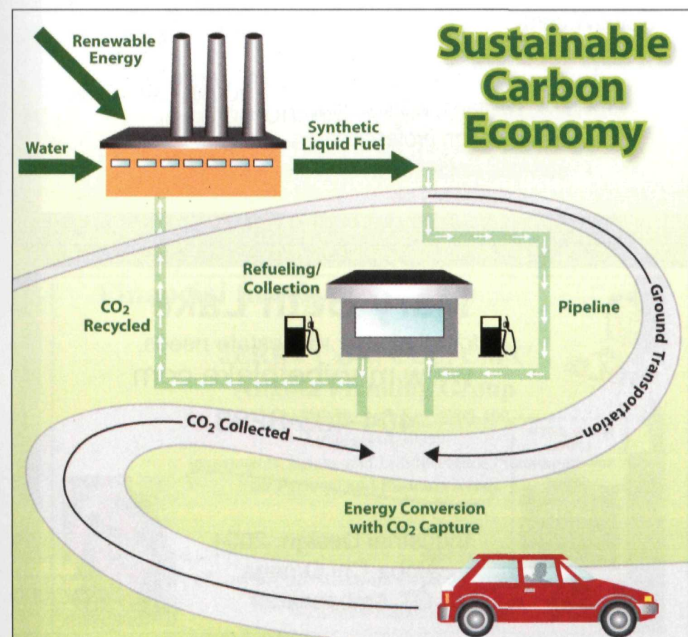 Sustainable
Carbon
Economy
Renewable
Energy
Water
Synthetic
Liquid Fuel
Refueling/
Collection
CO₂
Recycled
Pipeline
Ground Transportation
CO₂ Collected
Energy Conversion
with CO₂ Capture